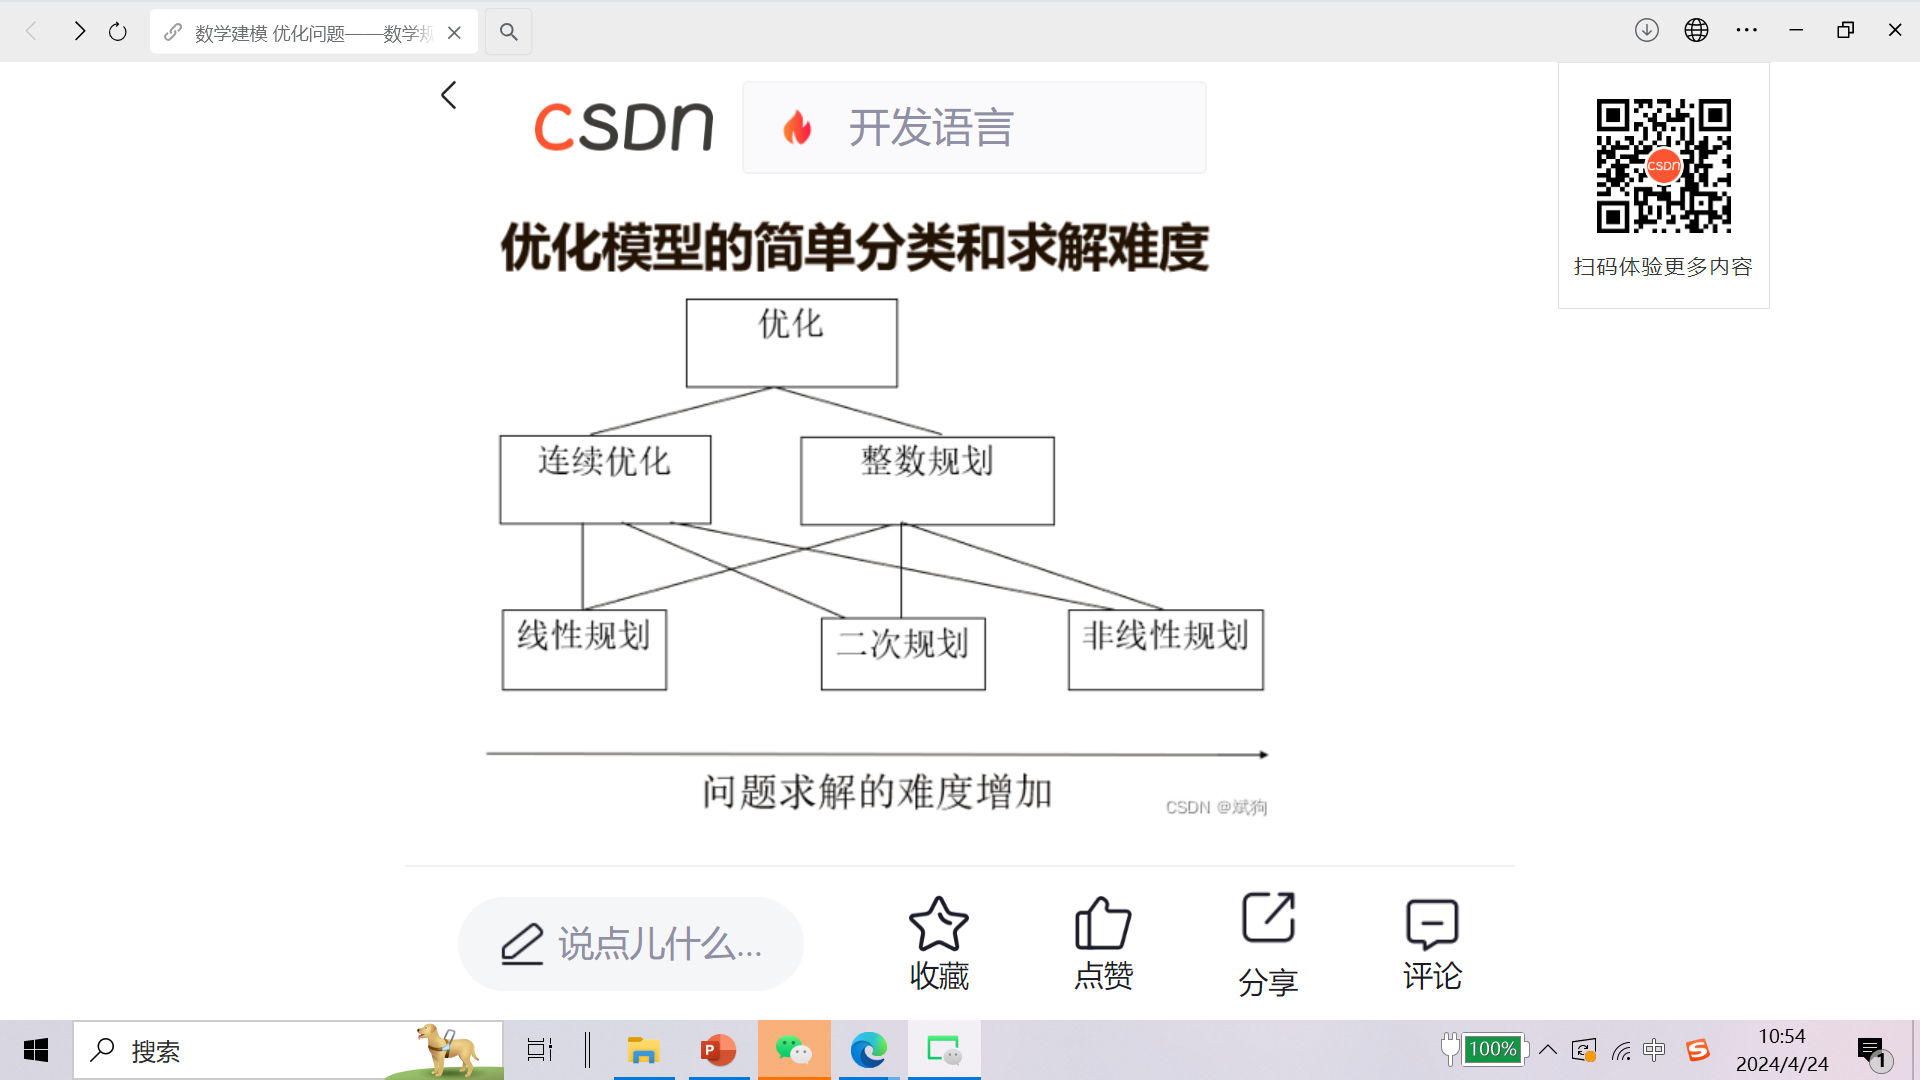 数学建模 优化问题——数学规
CSDN
开发语言
CSDN
扫码体验更多内容
优化模型的简单分类和求解难度
优化
连续优化
整数规划
线性规划
二次规划
非线性规划
问题求解的难度增加
CSDN @斌狗
说点儿什么...
收藏
点赞
分享
评论
搜索
P
100%
中
S
10:54
2024/4/24
1